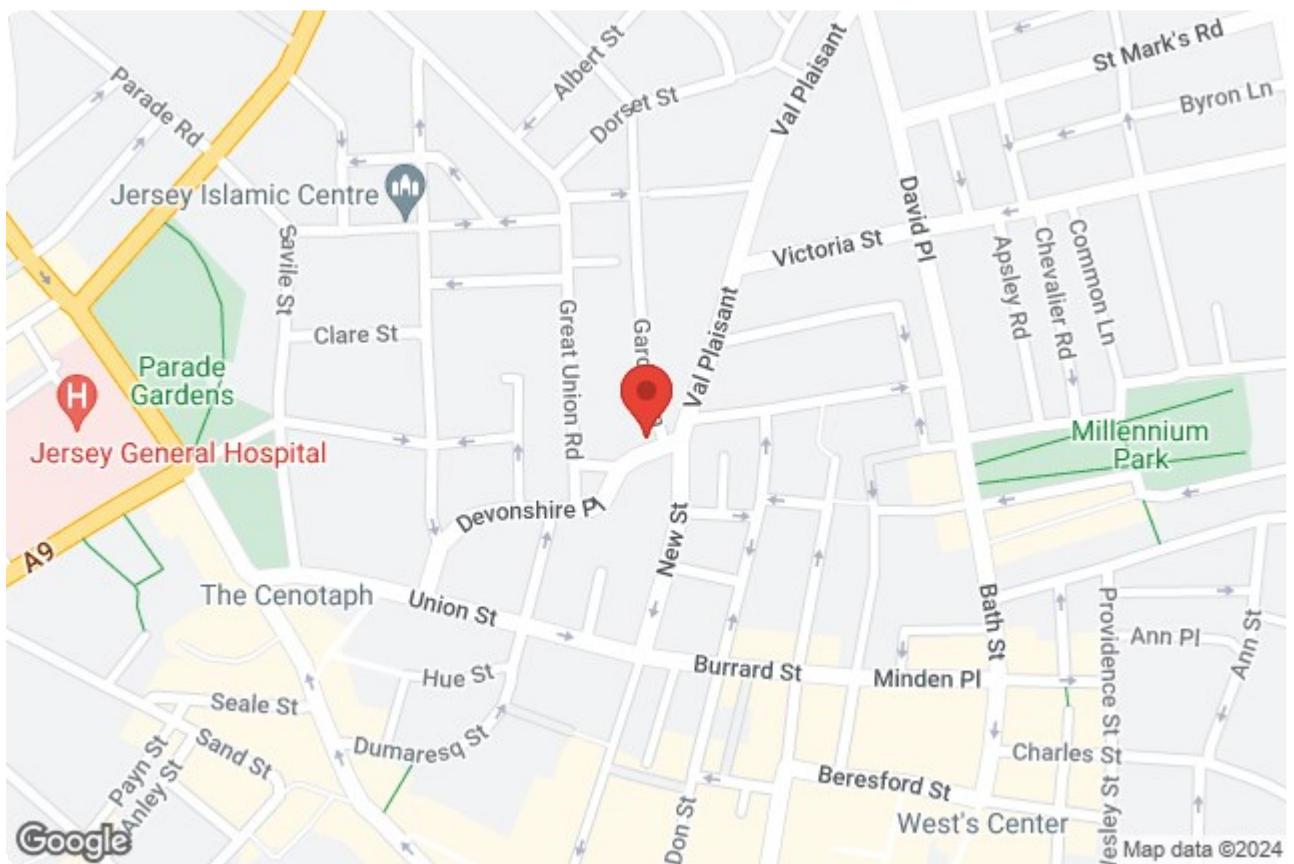 Albert St
Val Plaisant
St Mark's Rd
Parade Rd
Dorset St
Byron Ln
Jersey Islamic Centre
David Pl
Savile St
Victoria St
Apsley Rd
Chevalier Rd
Common Ln
Clare St
Great Union Rd
Val Plaisant
Parade
Gardens
H
Jersey General Hospital
Millennium
Park
Devonshire Pl
New St
A9
The Cenotaph
Union St
Bath St
Providence St
Ann Pl
Ann St
Burrard St
Minden Pl
Hue St
Seale St
Dumaresq St
Sand St
Payn St
Anley St
Charles St
Beresford St
Don St
West's Center
Google
Map data ©2024